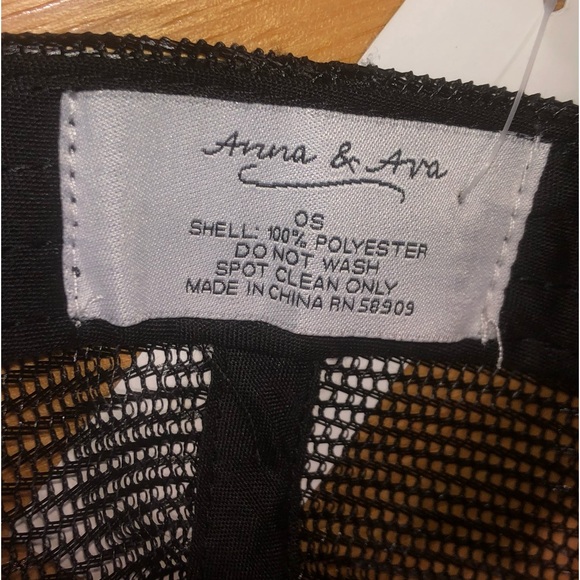 Anna & Ava
OS
SHELL: 100% POLYESTER
DO NOT WASH
SPOT CLEAN ONLY
MADE IN CHINA RN 58909